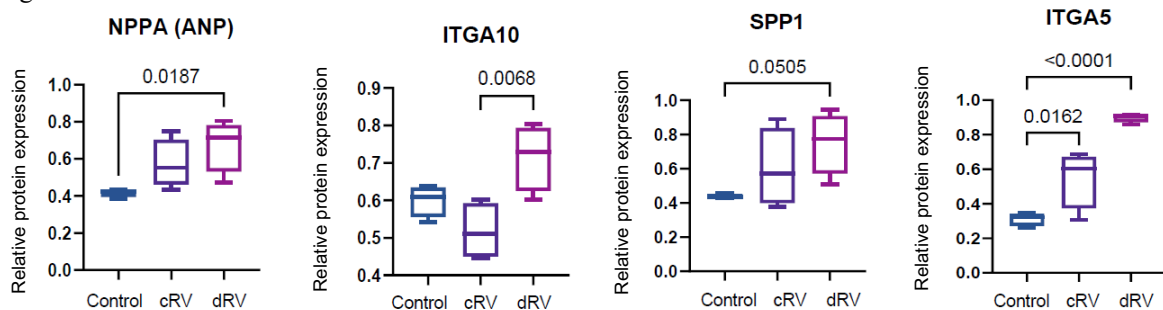 NPPA (ANP)
Relative protein expression
1.0
0.8
0.6
0.4
0.2
0.0
0.0187
Control cRV dRV
ITGA10
Relative protein expression
0.9
0.8
0.7
0.6
0.5
0.4
0.0068
Control cRV dRV
SPP1
Relative protein expression
1.0
0.8
0.6
0.4
0.2
0.0
0.0505
Control cRV dRV
ITGA5
Relative protein expression
1.0
0.8
0.6
0.4
0.2
0.0
<0.0001
0.0162
Control cRV dRV